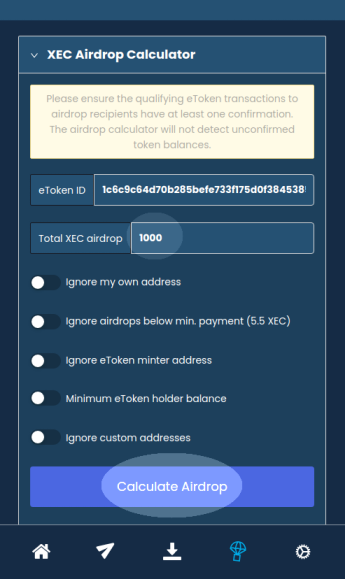 XEC Airdrop Calculator
Please ensure the qualifying eToken transactions to
airdrop recipients have at least one confirmation.
The airdrop calculator will not detect unconfirmed
token balances.
eToken ID 1c6c9c64d70b285befe733f175d0f384538
Total XEC airdrop 1000
Ignore my own address
Ignore airdrops below min. payment (5.5 XEC)
Ignore eToken minter address
Minimum eToken holder balance
Ignore custom addresses
Calculate Airdrop